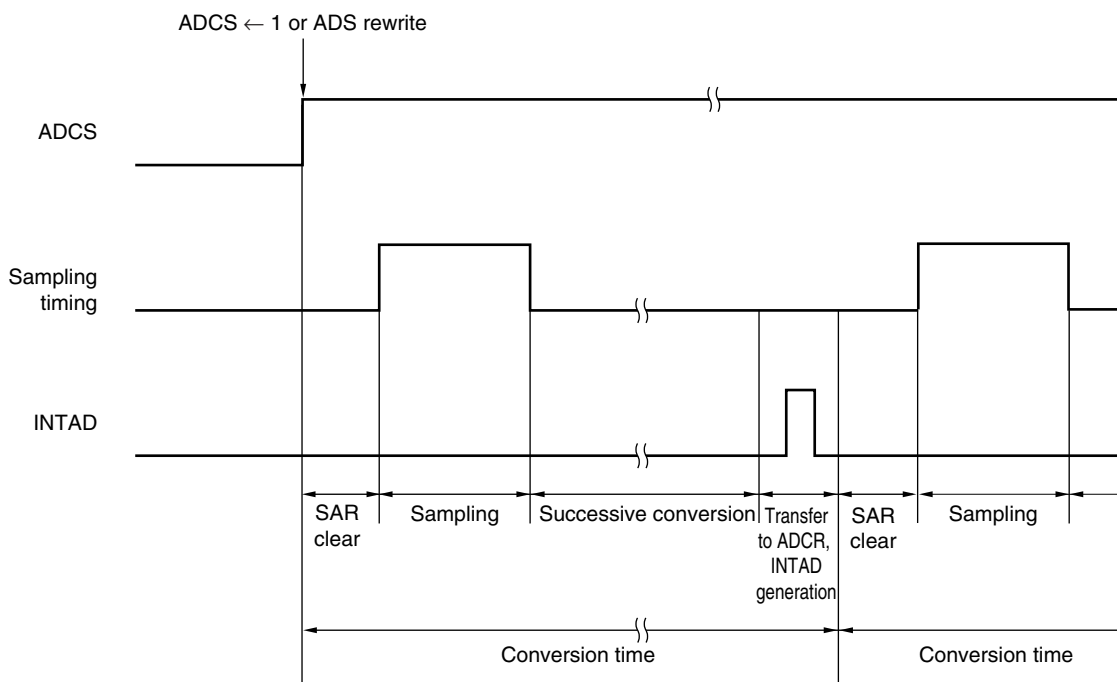 ADCS ← 1 or ADS rewrite
ADCS
Sampling
timing
INTAD
SAR
clear
Sampling
Successive conversion
Transfer
to ADCR,
INTAD
generation
SAR
clear
Sampling
Conversion time
Conversion time